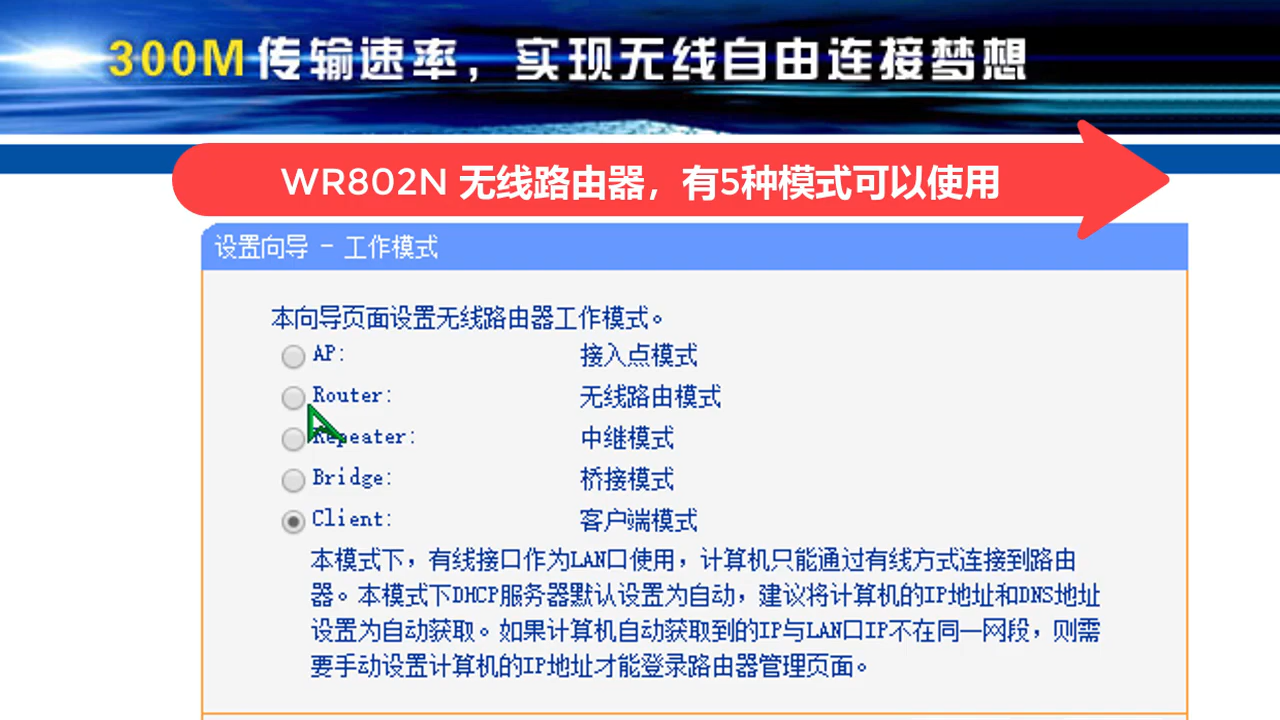 300M 传输速率，实现无线自由连接梦想
WR802N 无线路由器，有5种模式可以使用
设置向导 - 工作模式
本向导页面设置无线路由器工作模式。
AP: 接入点模式
Router: 无线路由模式
Repeater: 中继模式
Bridge: 桥接模式
Client: 客户端模式
本模式下，有线接口作为LAN口使用，计算机只能通过有线方式连接到路由
器。本模式下DHCP服务器默认设置为自动，建议将计算机的IP地址和DNS地址
设置为自动获取。如果计算机自动获取到的IP与LAN口IP不在同一网段，则需
要手动设置计算机的IP地址才能登录路由器管理页面。